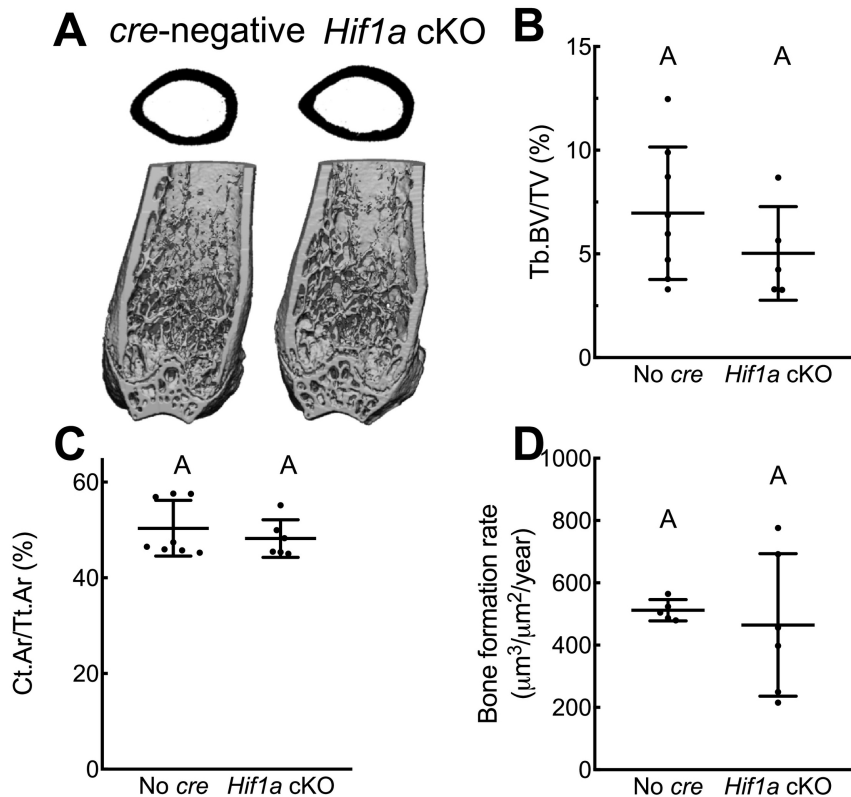 A cre-negative Hif1a cKO
B
15
10
5
0
Tb.BV/TV (%)
A A
No cre Hif1a cKO
C
60
40
20
0
Ct.Ar/Tt.Ar (%)
A A
No cre Hif1a cKO
D
1000
800
600
400
200
0
Bone formation rate
(μm³/μm²/year)
A A
No cre Hif1a cKO